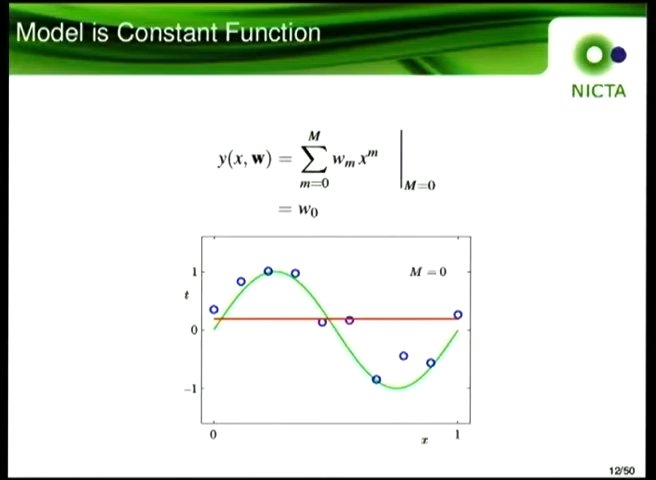 Model is Constant Function
NICTA
y(x, w) = ∑_{m=0}^{M} w_m x^m |_{M=0}
= w_0
1
M = 0
t
0
−1
0
x
1
12/50